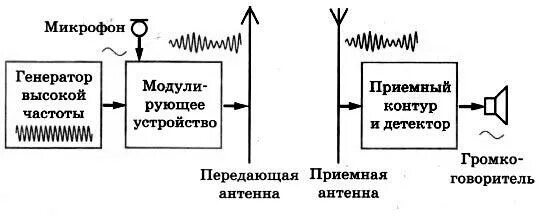 Микрофон
Генератор
высокой
частоты
Модули-
рующее
устройство
Передающая
антенна
Приемная
антенна
Приемный
контур
и детектор
Громко-
говоритель